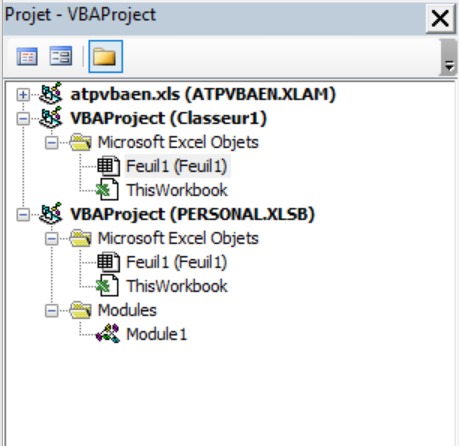 Projet - VBAProject
atpvbaen.xls (ATPVBAEN.XLAM)
VBAProject (Classeur1)
Microsoft Excel Objets
Feuil1 (Feuil1)
ThisWorkbook
VBAProject (PERSONAL.XLSB)
Microsoft Excel Objets
Feuil1 (Feuil1)
ThisWorkbook
Modules
Module1